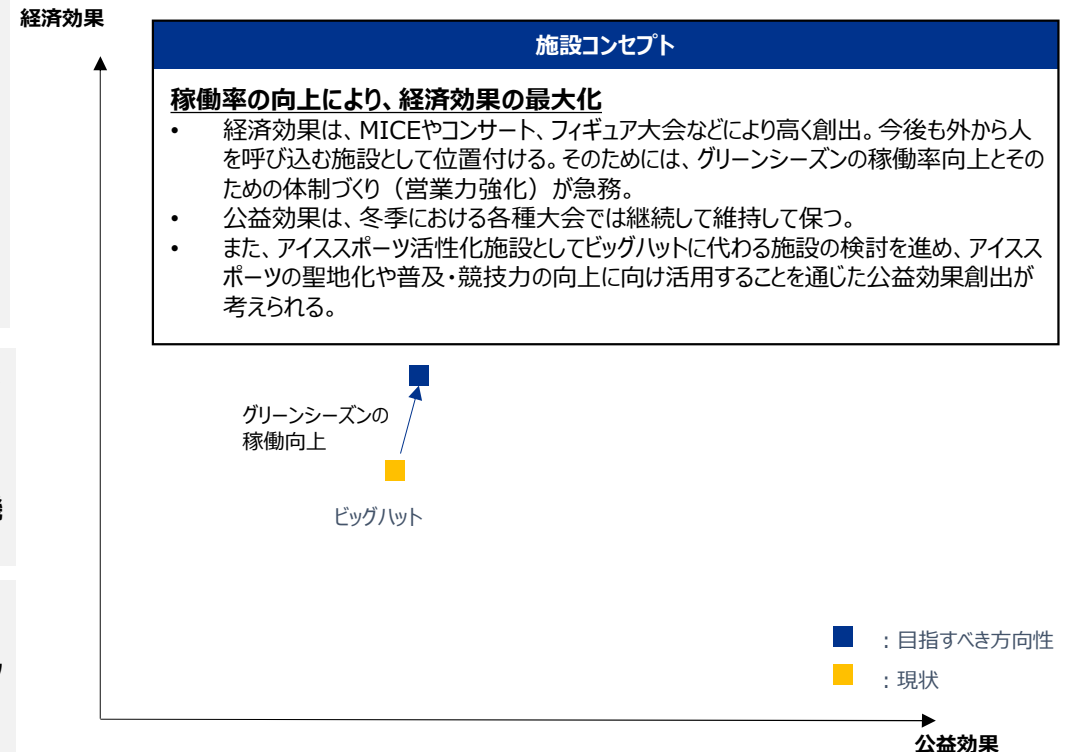 経済効果
施設コンセプト
稼働率の向上により、経済効果の最大化
• 経済効果は、MICEやコンサート、フィギュア大会などにより高く創出。今後も外から人
を呼び込む施設として位置付ける。そのためには、グリーンシーズンの稼働率向上とその
ための体制づくり（営業力強化）が急務。
• 公益効果は、冬季における各種大会では継続して維持して保つ。
• また、アイススポーツ活性化施設としてビッグハットに代わる施設の検討を進め、アイスス
ポーツの聖地化や普及・競技力の向上に向け活用することを通じた公益効果創出が
考えられる。
グリーンシーズンの
稼働向上
ビッグハット
：目指すべき方向性
：現状
公益効果